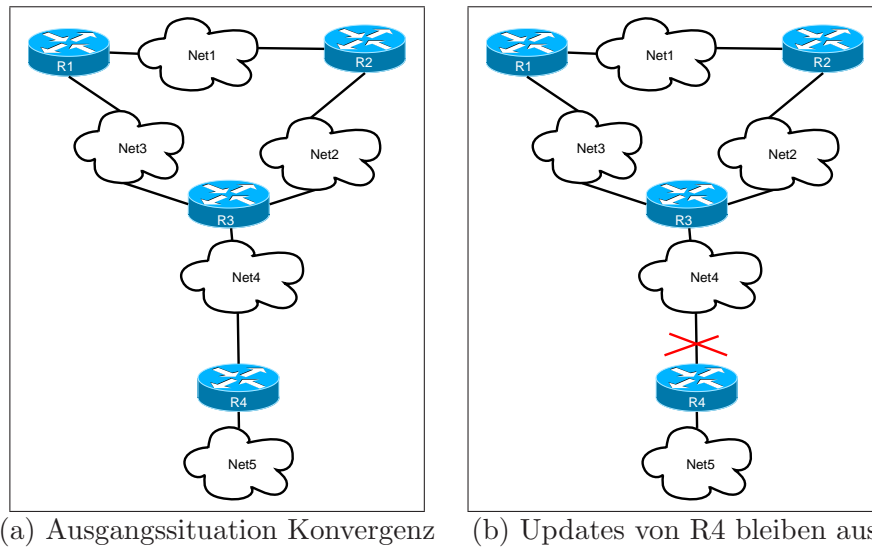 Net1
R1
R2
Net3
Net2
R3
Net4
R4
Net5
(a) Ausgangssituation Konvergenz
Net1
R1
R2
Net3
Net2
R3
Net4
R4
Net5
(b) Updates von R4 bleiben aus